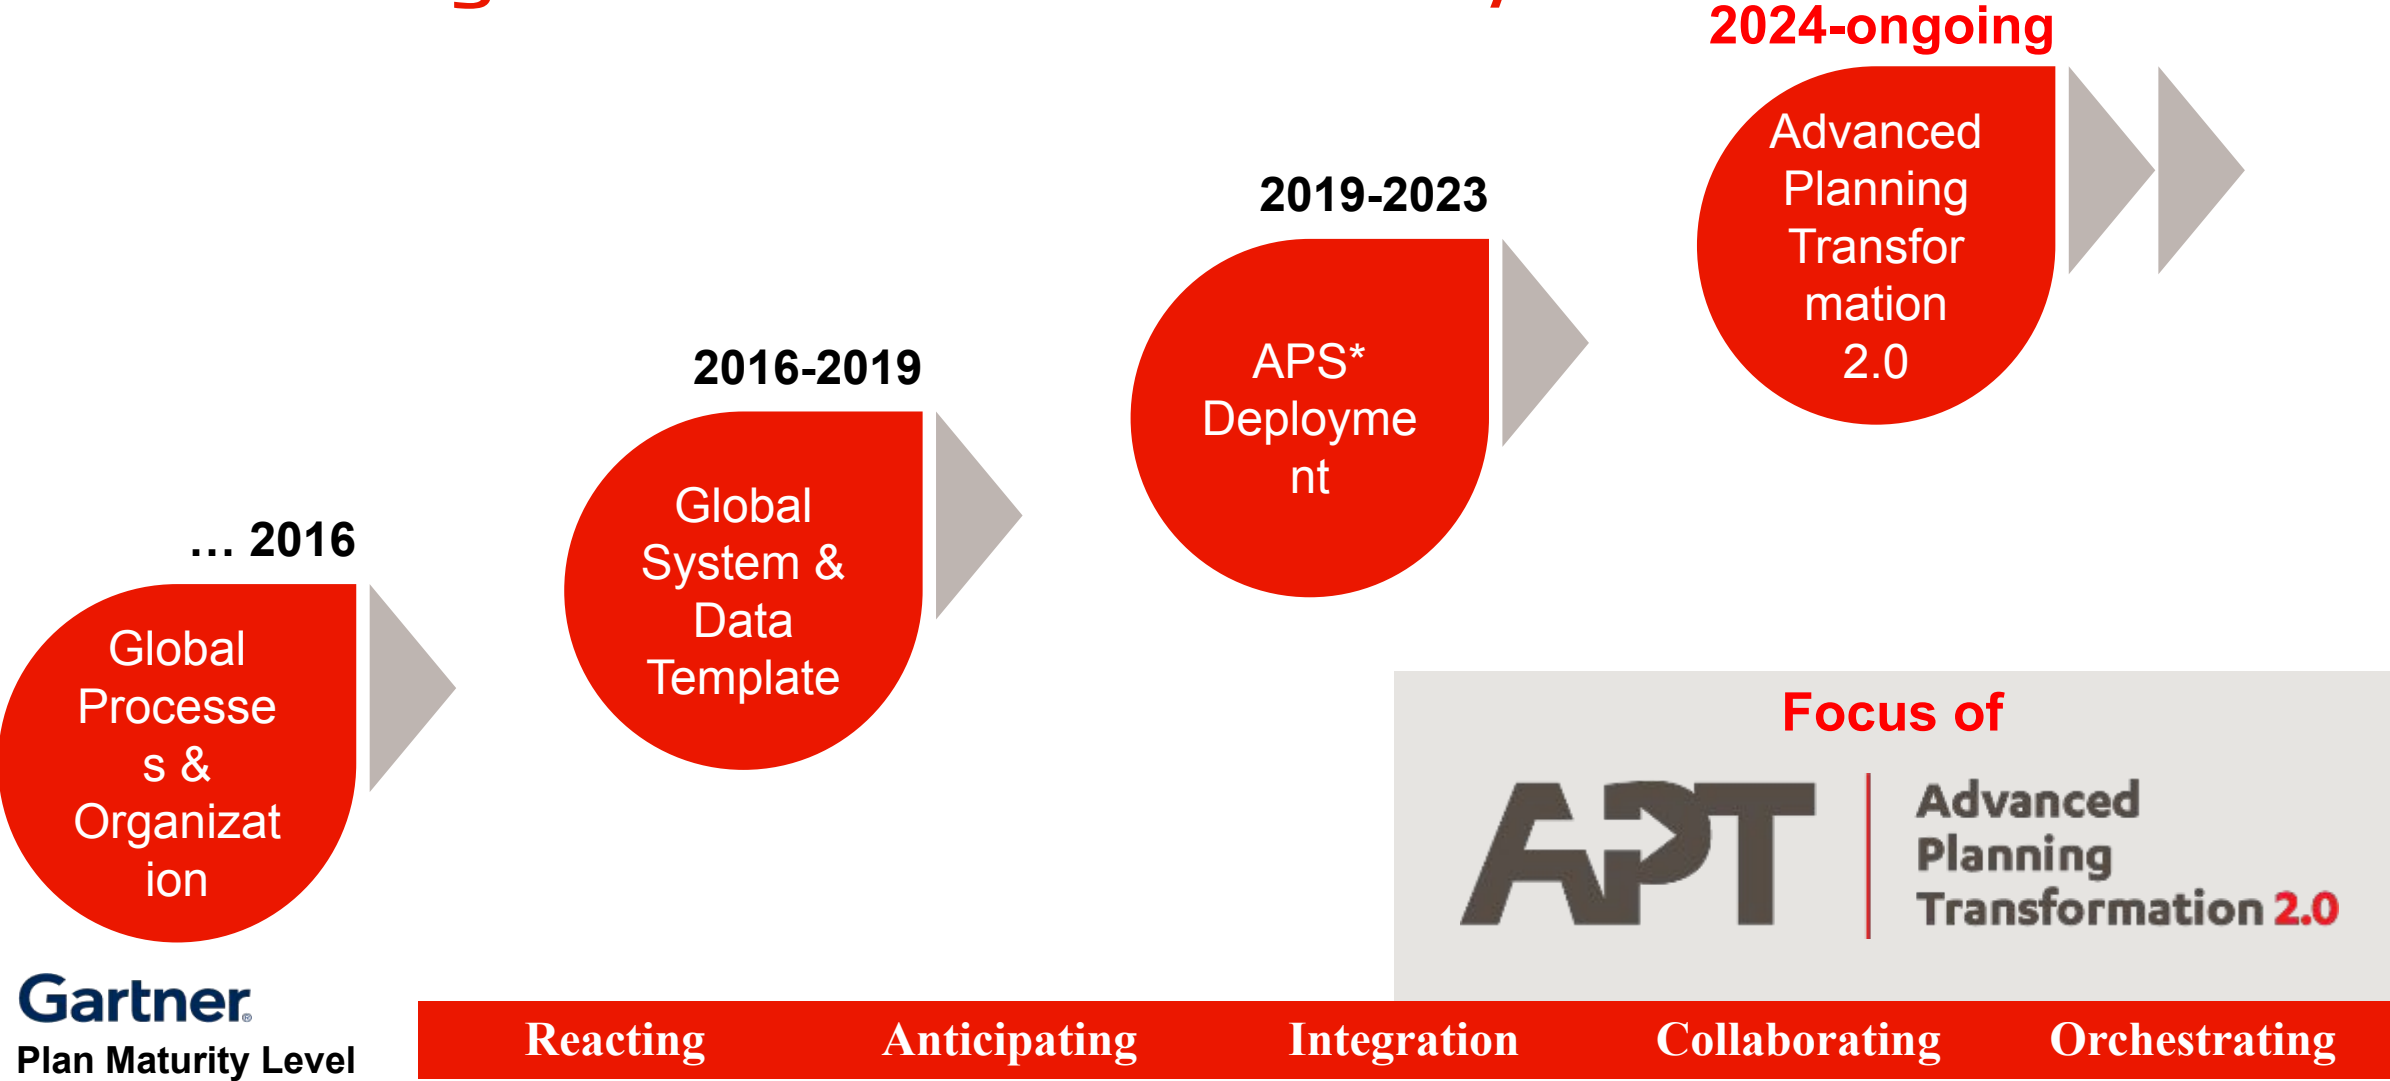 2024-ongoing
Advanced
Planning
Transfor
mation
2.0
2019-2023
APS*
Deployme
nt
2016-2019
Global
System &
Data
Template
… 2016
Global
Processe
s &
Organizat
ion
Focus of
APT
Advanced
Planning
Transformation 2.0
Gartner®
Plan Maturity Level
Reacting Anticipating Integration Collaborating Orchestrating